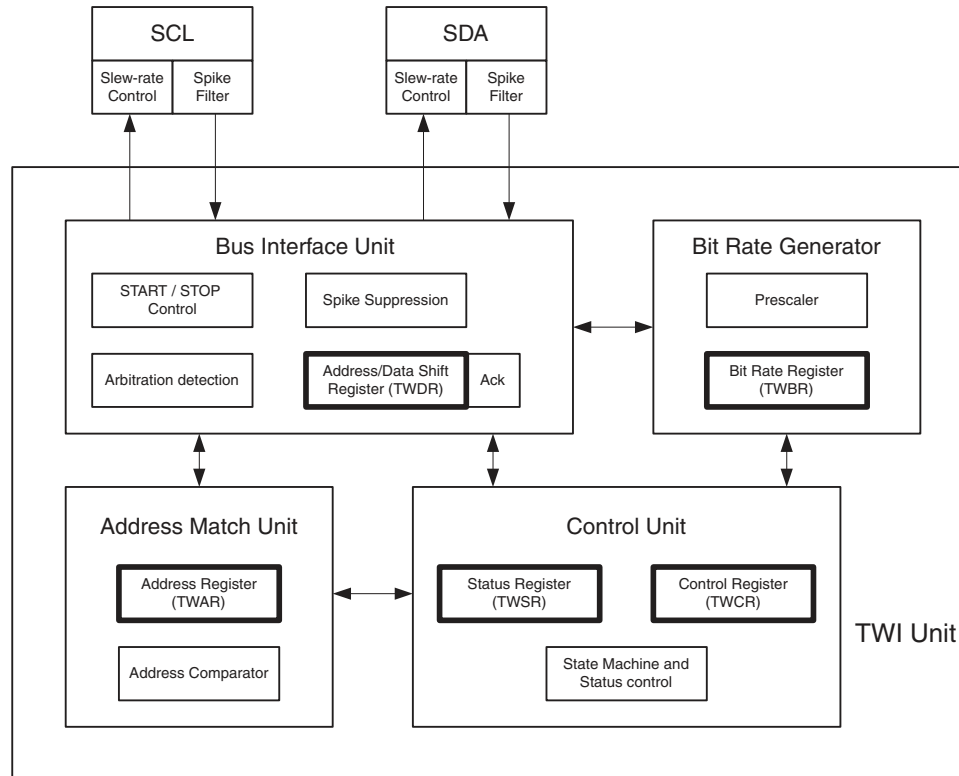 SCL
Slew-rate
Control
Spike
Filter
SDA
Slew-rate
Control
Spike
Filter
Bus Interface Unit
START / STOP
Control
Spike Suppression
Arbitration detection
Address/Data Shift
Register (TWDR)
Ack
Bit Rate Generator
Prescaler
Bit Rate Register
(TWBR)
Address Match Unit
Address Register
(TWAR)
Address Comparator
Control Unit
Status Register
(TWSR)
Control Register
(TWCR)
State Machine and
Status control
TWI Unit